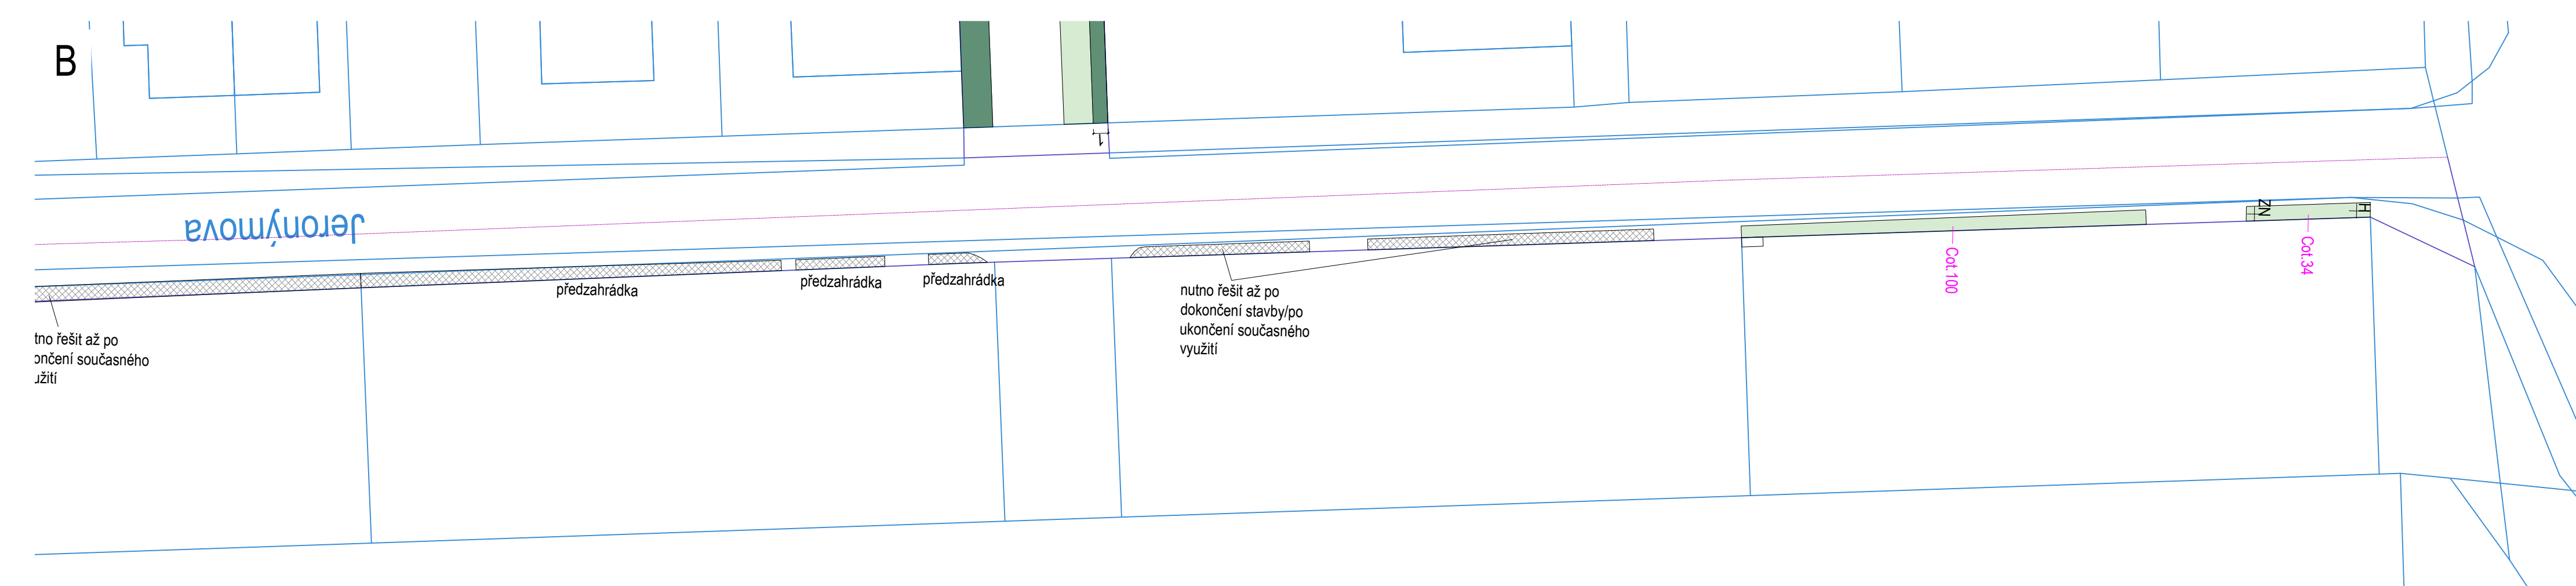 B
1
Jeronýmova
ZN
H
Cot.100
Cot.34
předzahrádka
předzahrádka
předzahrádka
nutno řešit až po
dokončení stavby/po
ukončení současného
využití
tno řešit až po
ončení současného
užití